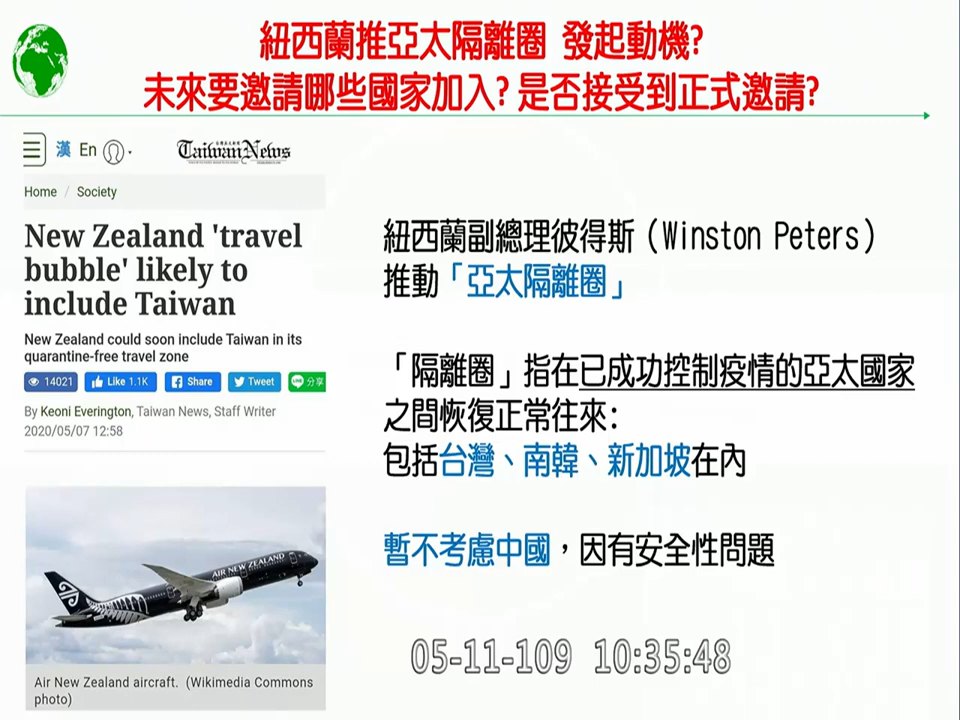 紐西蘭推亞太隔離圈 發起動機?
未來要邀請哪些國家加入?是否接受到正式邀請?
漢 En
Taiwan News
Home / Society
New Zealand 'travel
bubble' likely to
include Taiwan
New Zealand could soon include Taiwan in its
quarantine-free travel zone
14021 Like 1.1K Share Tweet 分享
By Keoni Everington, Taiwan News, Staff Writer
2020/05/07 12:58
AIR NEW ZEALAND
Air New Zealand aircraft. (Wikimedia Commons
photo)
紐西蘭副總理彼得斯(Winston Peters)
推動「亞太隔離圈」
「隔離圈」指在已成功控制疫情的亞太國家
之間恢復正常往來:
包括台灣、南韓、新加坡在內
暫不考慮中國，因有安全性問題
05-11-109 10:35:48